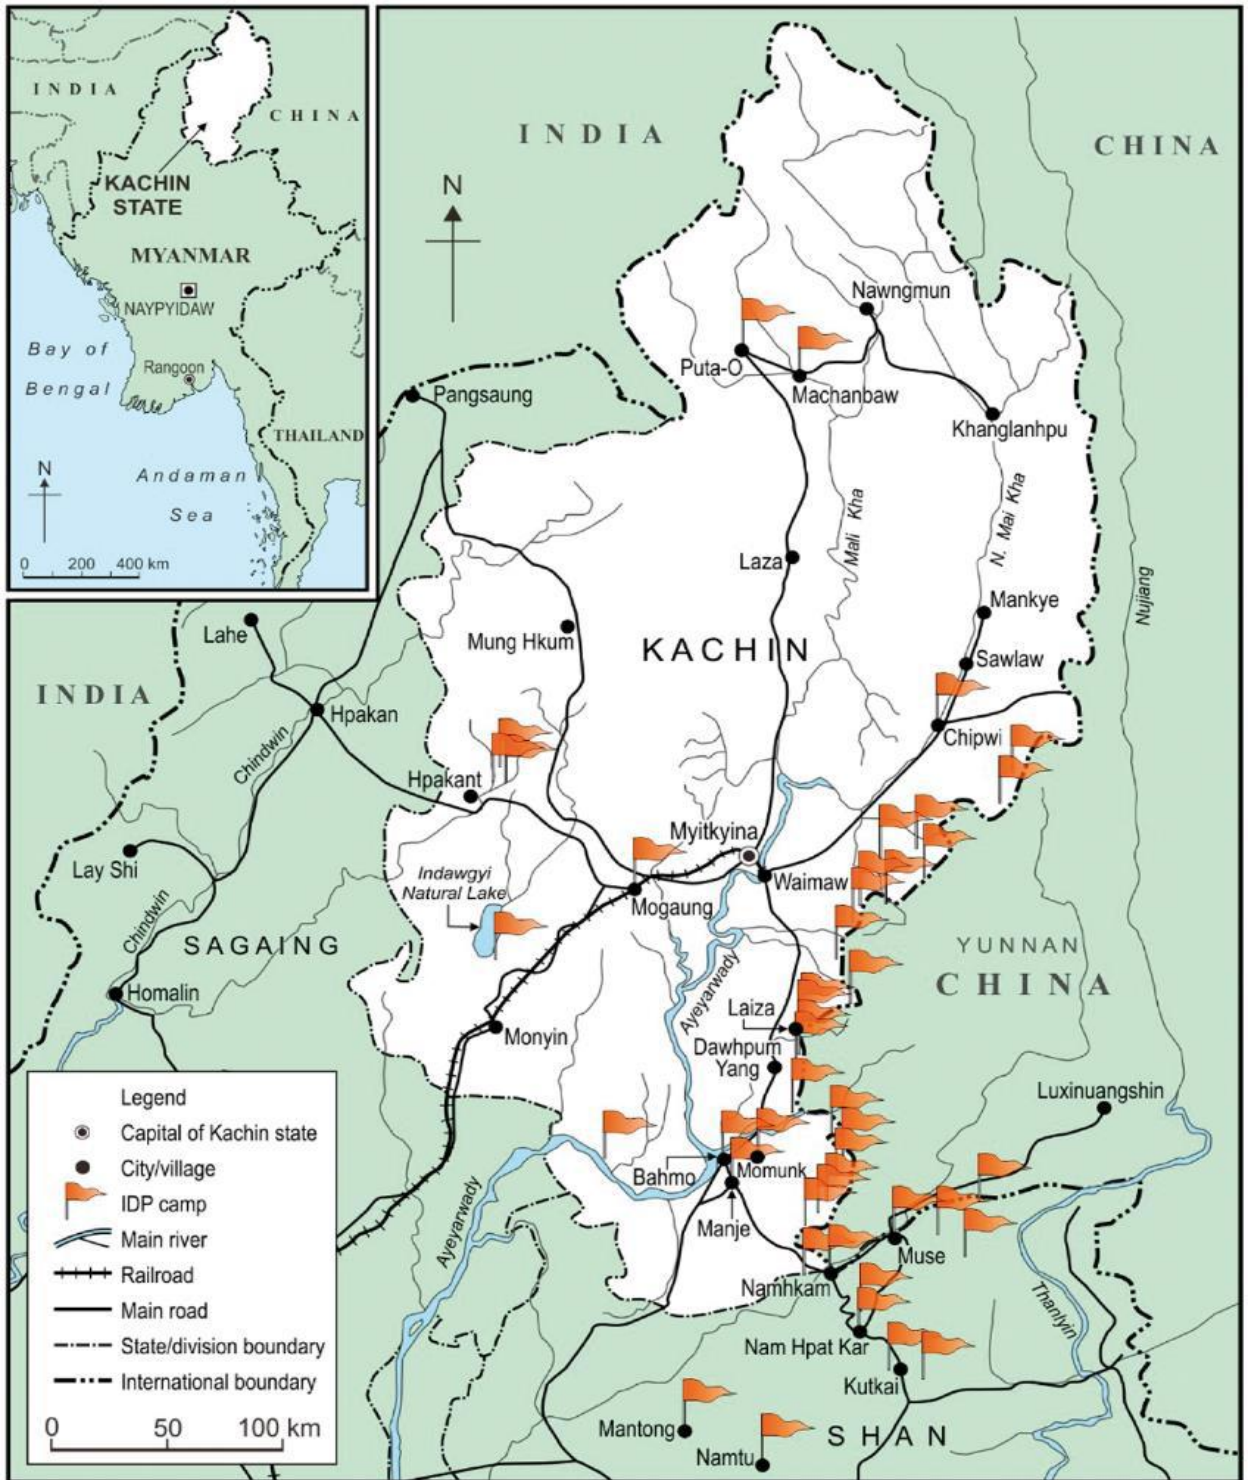 INDIA
CHINA
KACHIN
STATE
MYANMAR
NAYPYIDAW
Bay of
Bengal
Rangoon
THAILAND
Andaman
Sea
N
0 200 400 km
INDIA
CHINA
N
Nawngmun
Puta-O
Machanbaw
Khanglanhpu
Pangsaung
Mali Kha
N. Mai Kha
Nujiang
Laza
Mankye
Lahe
Mung Hkum
KACHIN
Sawlaw
INDIA
Hpakan
Chindwin
Chipwi
Hpakant
Myitkyina
Lay Shi
Indawgyi
Natural Lake
Waimaw
Mogaung
Chindwin
SAGAING
YUNNAN
CHINA
Homalin
Ayeyarwady
Laiza
Monyin
Dawhpum
Yang
Luxinuangshin
Bahmo
Momunk
Ayeyarwady
Manje
Muse
Namhkam
Thanlyin
Nam Hpat Kar
Kutkai
Mantong
Namtu
SHAN
Legend
Capital of Kachin state
City/village
IDP camp
Main river
Railroad
Main road
State/division boundary
International boundary
0 50 100 km